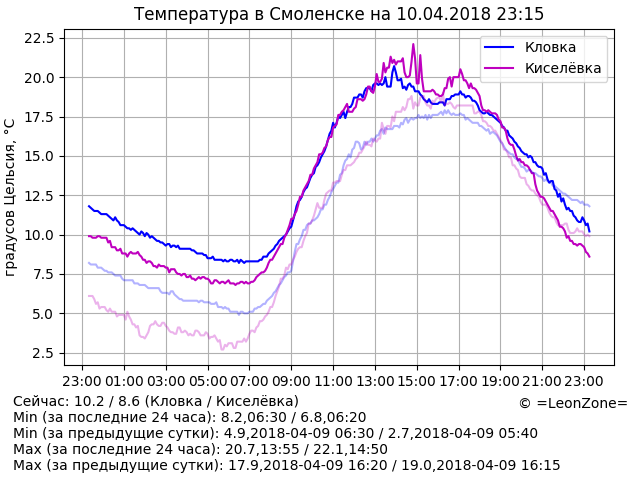 Температура в Смоленске на 10.04.2018 23:15
градусов Цельсия, °C
22.5
20.0
17.5
15.0
12.5
10.0
7.5
5.0
2.5
Кловка
Киселёвка
23:00 01:00 03:00 05:00 07:00 09:00 11:00 13:00 15:00 17:00 19:00 21:00 23:00
Сейчас: 10.2 / 8.6 (Кловка / Киселёвка)
© =LeonZone=
Min (за последние 24 часа): 8.2,06:30 / 6.8,06:20
Min (за предыдущие сутки): 4.9,2018-04-09 06:30 / 2.7,2018-04-09 05:40
Max (за последние 24 часа): 20.7,13:55 / 22.1,14:50
Max (за предыдущие сутки): 17.9,2018-04-09 16:20 / 19.0,2018-04-09 16:15